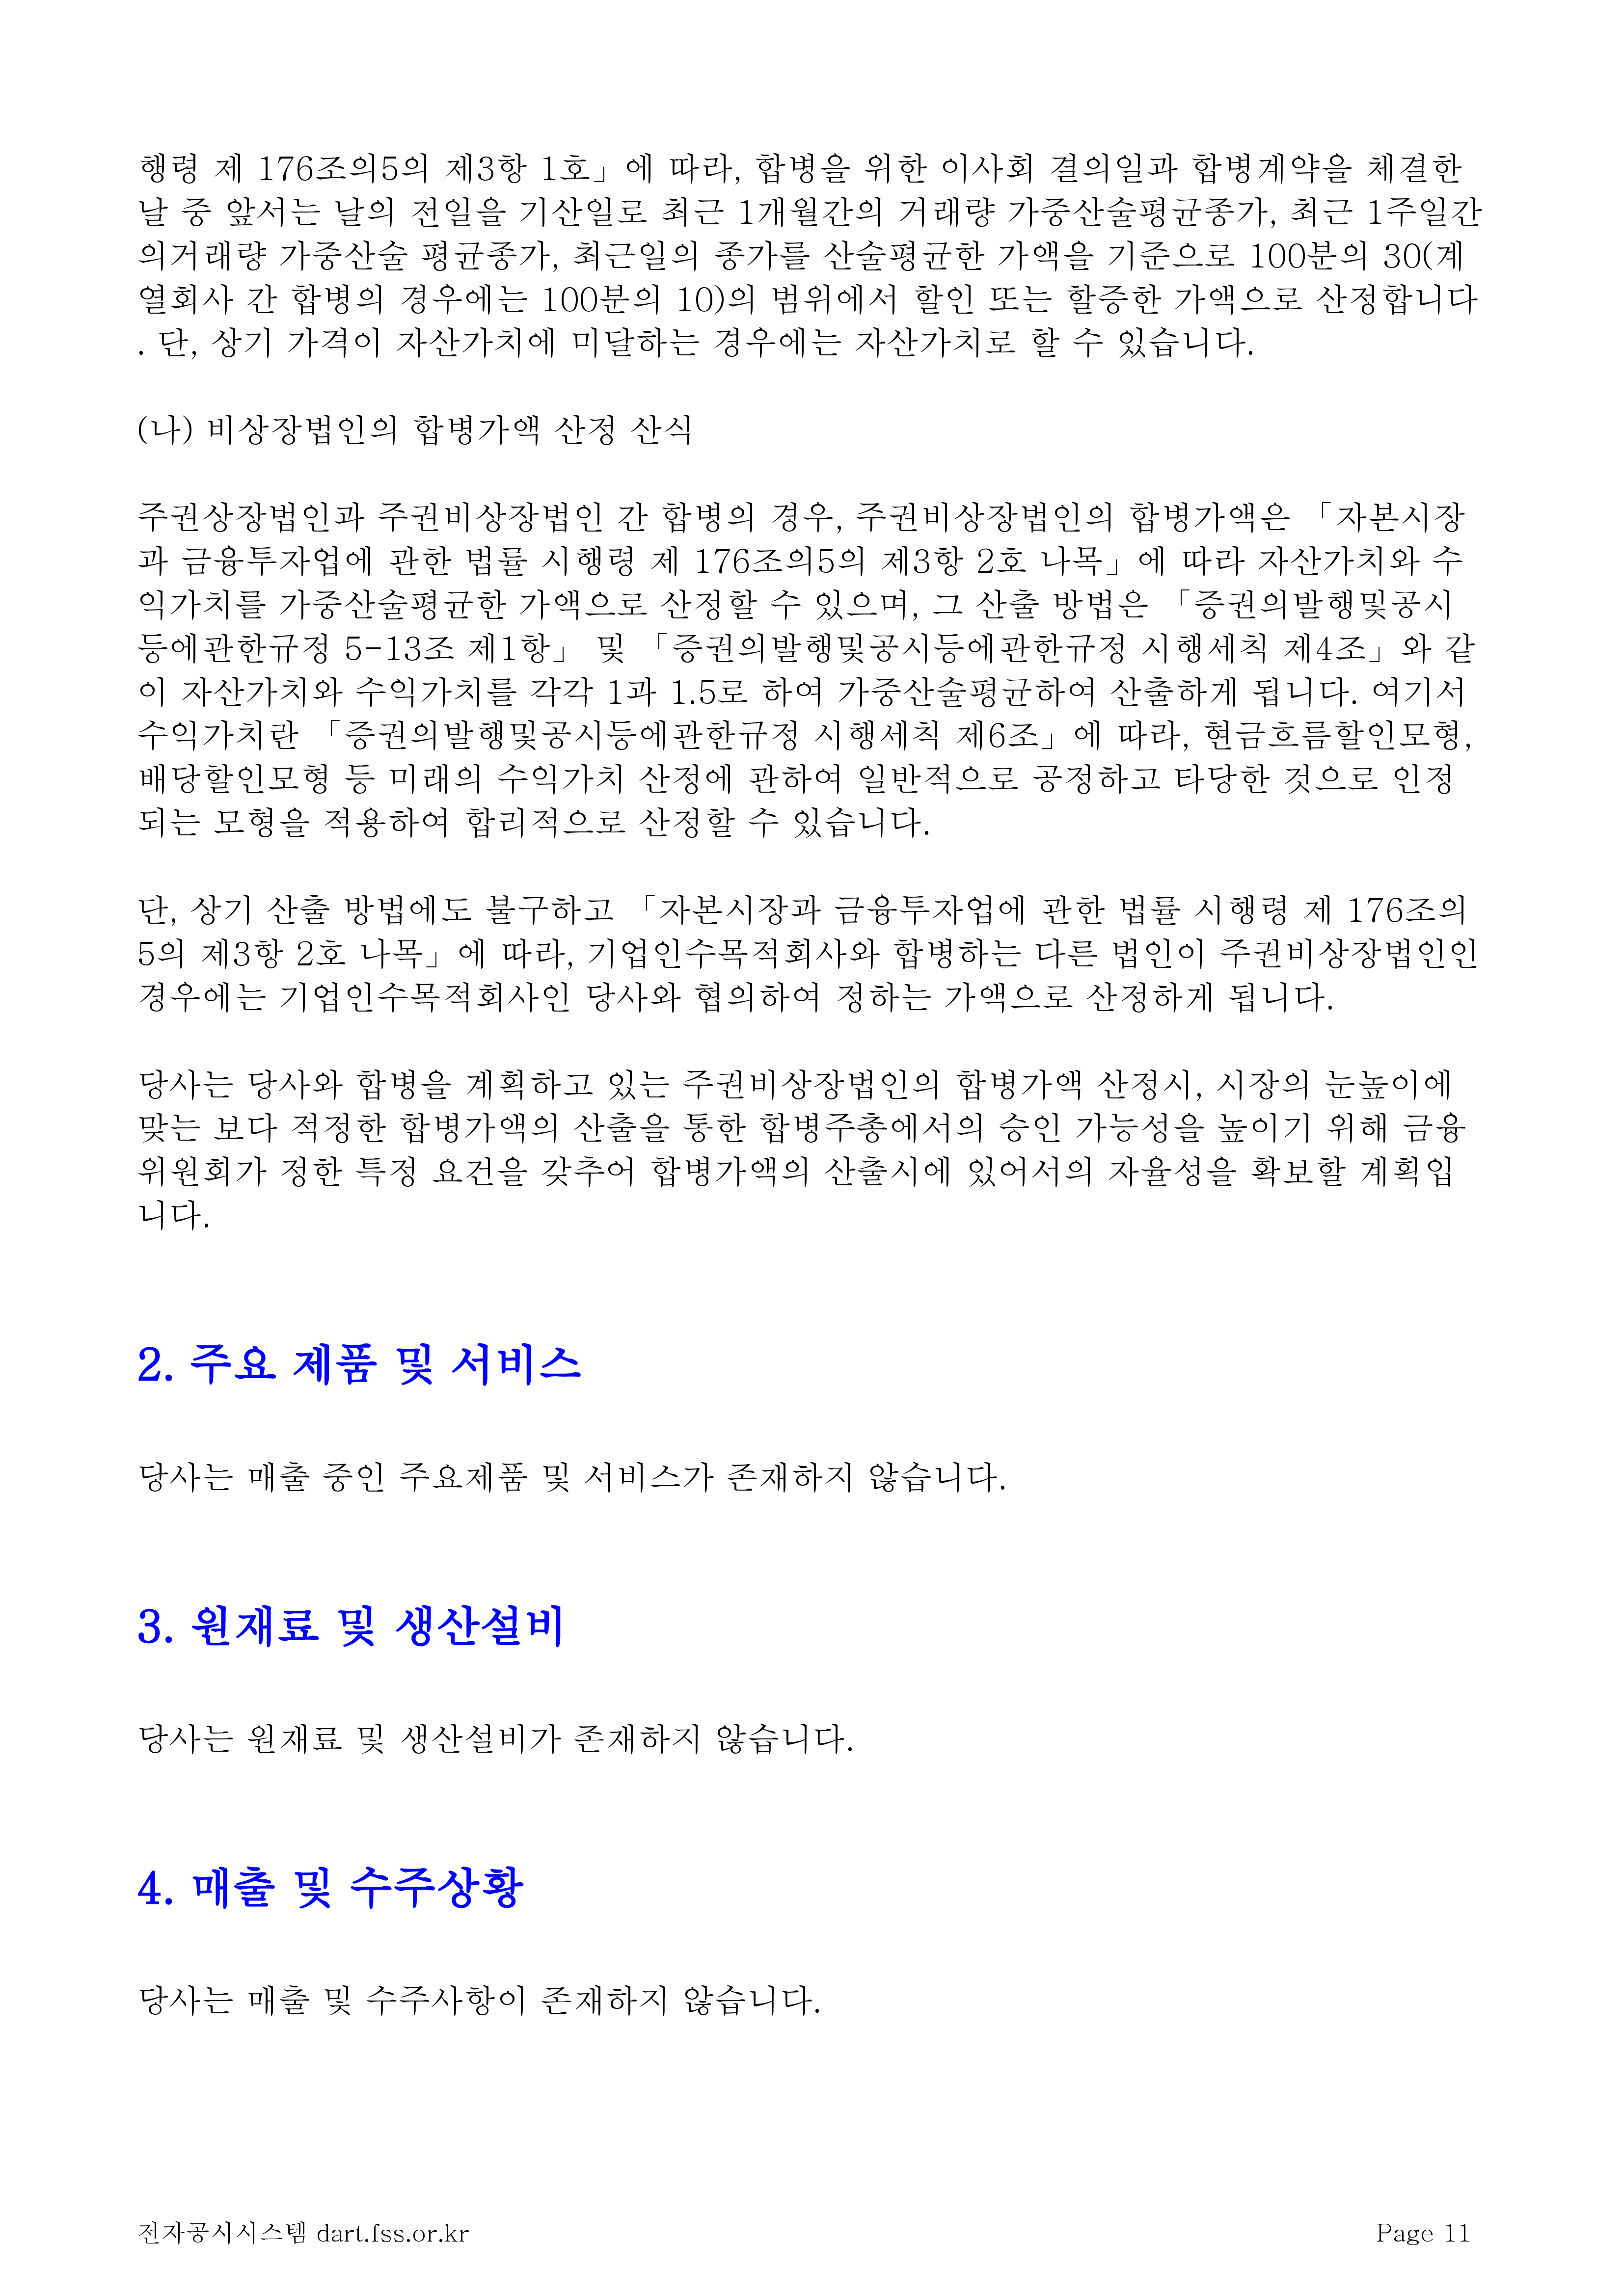 행령 제 176조의5의 제3항 1호」에 따라, 합병을 위한 이사회 결의일과 합병계약을 체결한
날 중 앞서는 날의 전일을 기산일로 최근 1개월간의 거래량 가중산술평균종가, 최근 1주일간
의거래량 가중산술 평균종가, 최근일의 종가를 산술평균한 가액을 기준으로 100분의 30(계
열회사 간 합병의 경우에는 100분의 10)의 범위에서 할인 또는 할증한 가액으로 산정합니다
. 단, 상기 가격이 자산가치에 미달하는 경우에는 자산가치로 할 수 있습니다.
(나) 비상장법인의 합병가액 산정 산식
주권상장법인과 주권비상장법인 간 합병의 경우, 주권비상장법인의 합병가액은 「자본시장
과 금융투자업에 관한 법률 시행령 제 176조의5의 제3항 2호 나목」에 따라 자산가치와 수
익가치를 가중산술평균한 가액으로 산정할 수 있으며, 그 산출 방법은 「증권의발행및공시
등에관한규정 5-13조 제1항」 및 「증권의발행및공시등에관한규정 시행세칙 제4조」와 같
이 자산가치와 수익가치를 각각 1과 1.5로 하여 가중산술평균하여 산출하게 됩니다. 여기서
수익가치란 「증권의발행및공시등에관한규정 시행세칙 제6조」에 따라, 현금흐름할인모형,
배당할인모형 등 미래의 수익가치 산정에 관하여 일반적으로 공정하고 타당한 것으로 인정
되는 모형을 적용하여 합리적으로 산정할 수 있습니다.
단, 상기 산출 방법에도 불구하고 「자본시장과 금융투자업에 관한 법률 시행령 제 176조의
5의 제3항 2호 나목」에 따라, 기업인수목적회사와 합병하는 다른 법인이 주권비상장법인인
경우에는 기업인수목적회사인 당사와 협의하여 정하는 가액으로 산정하게 됩니다.
당사는 당사와 합병을 계획하고 있는 주권비상장법인의 합병가액 산정시, 시장의 눈높이에
맞는 보다 적정한 합병가액의 산출을 통한 합병주총에서의 승인 가능성을 높이기 위해 금융
위원회가 정한 특정 요건을 갖추어 합병가액의 산출시에 있어서의 자율성을 확보할 계획입
니다.
2. 주요 제품 및 서비스
당사는 매출 중인 주요제품 및 서비스가 존재하지 않습니다.
3. 원재료 및 생산설비
당사는 원재료 및 생산설비가 존재하지 않습니다.
4. 매출 및 수주상황
당사는 매출 및 수주사항이 존재하지 않습니다.
전자공시시스템 dart.fss.or.kr
Page 11